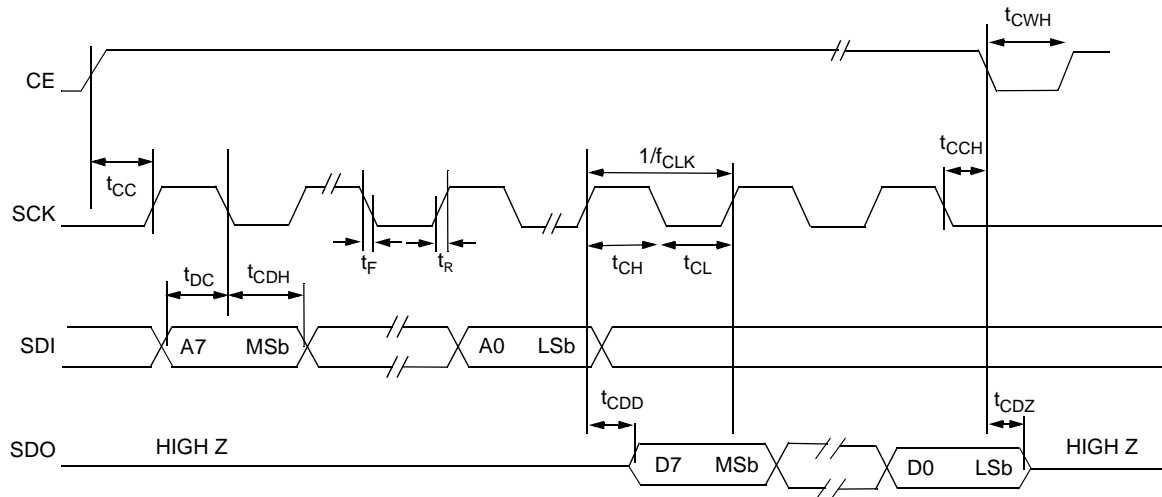 tCWH
CE
tCC
1/fCLK
tCCH
SCK
tF
tR
tCH
tCL
tDC
tCDH
SDI
A7 MSb
A0 LSb
tCDD
tCDZ
SDO
HIGH Z
D7 MSb
D0 LSb
HIGH Z